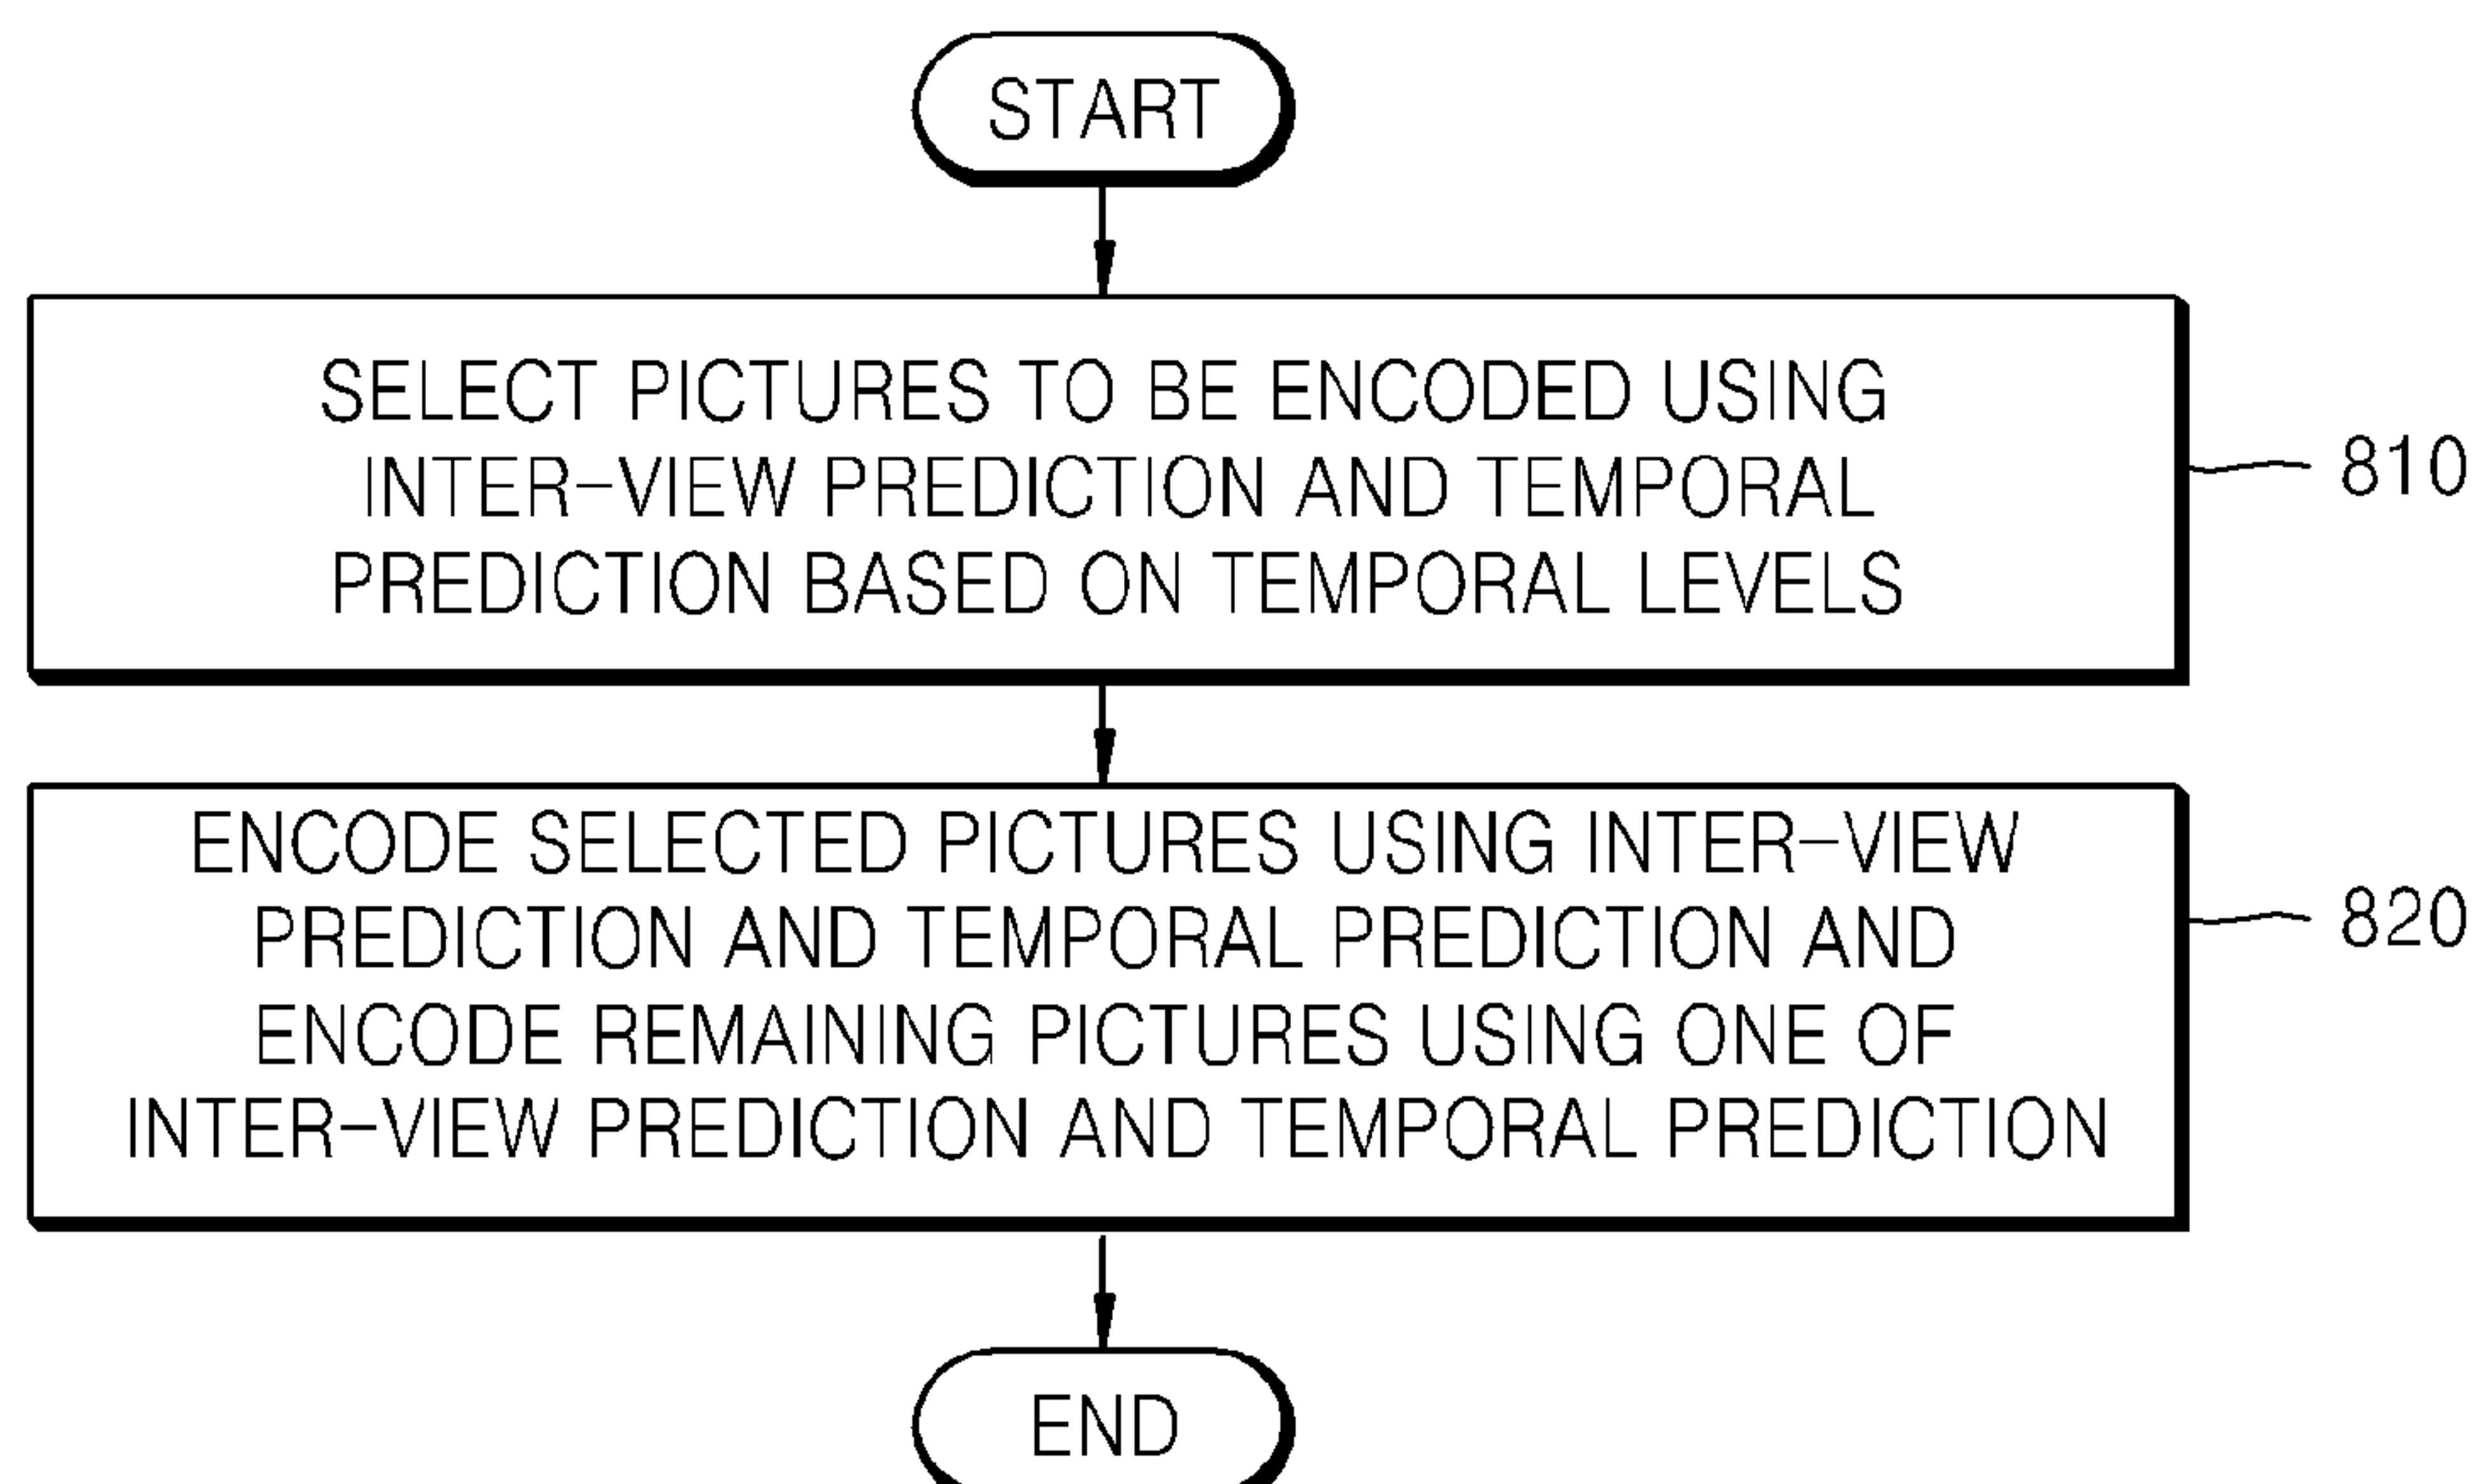 START
SELECT PICTURES TO BE ENCODED USING
INTER-VIEW PREDICTION AND TEMPORAL
PREDICTION BASED ON TEMPORAL LEVELS
810
ENCODE SELECTED PICTURES USING INTER-VIEW
PREDICTION AND TEMPORAL PREDICTION AND
ENCODE REMAINING PICTURES USING ONE OF
INTER-VIEW PREDICTION AND TEMPORAL PREDICTION
820
END